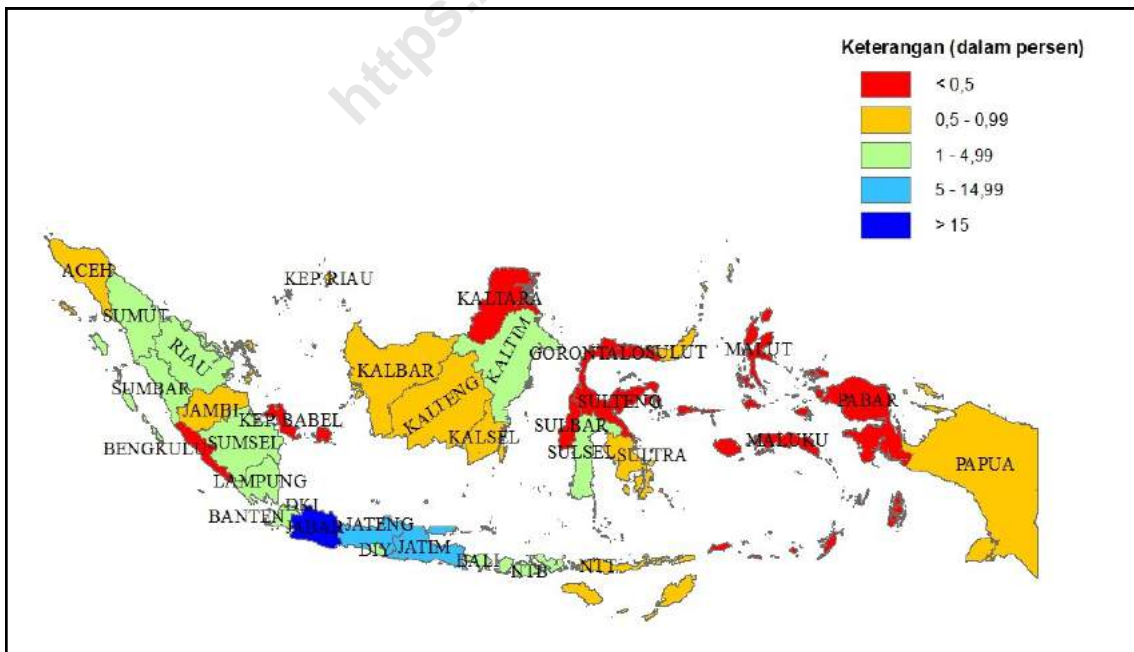 https:
Keterangan (dalam persen)
< 0,5
0,5 - 0,99
1 - 4,99
5 - 14,99
> 15
ACEH
KEP RIAU
SUMUT
KALTARA
RIAU
KALTIM
GORONTALO
SULUT
MALUT
KALBAR
SUMBAR
KALTENG
SULTENG
PABAR
JAMBI
KEP BABEL
SULBAR
BENGKULU
SUMSEL
KALSEL
MALUKU
SULSEL
SULTRA
PAPUA
LAMPUNG
DKI
BANTEN
JABAR
JATENG
DIY
JATIM
BALI
NTB
NTT